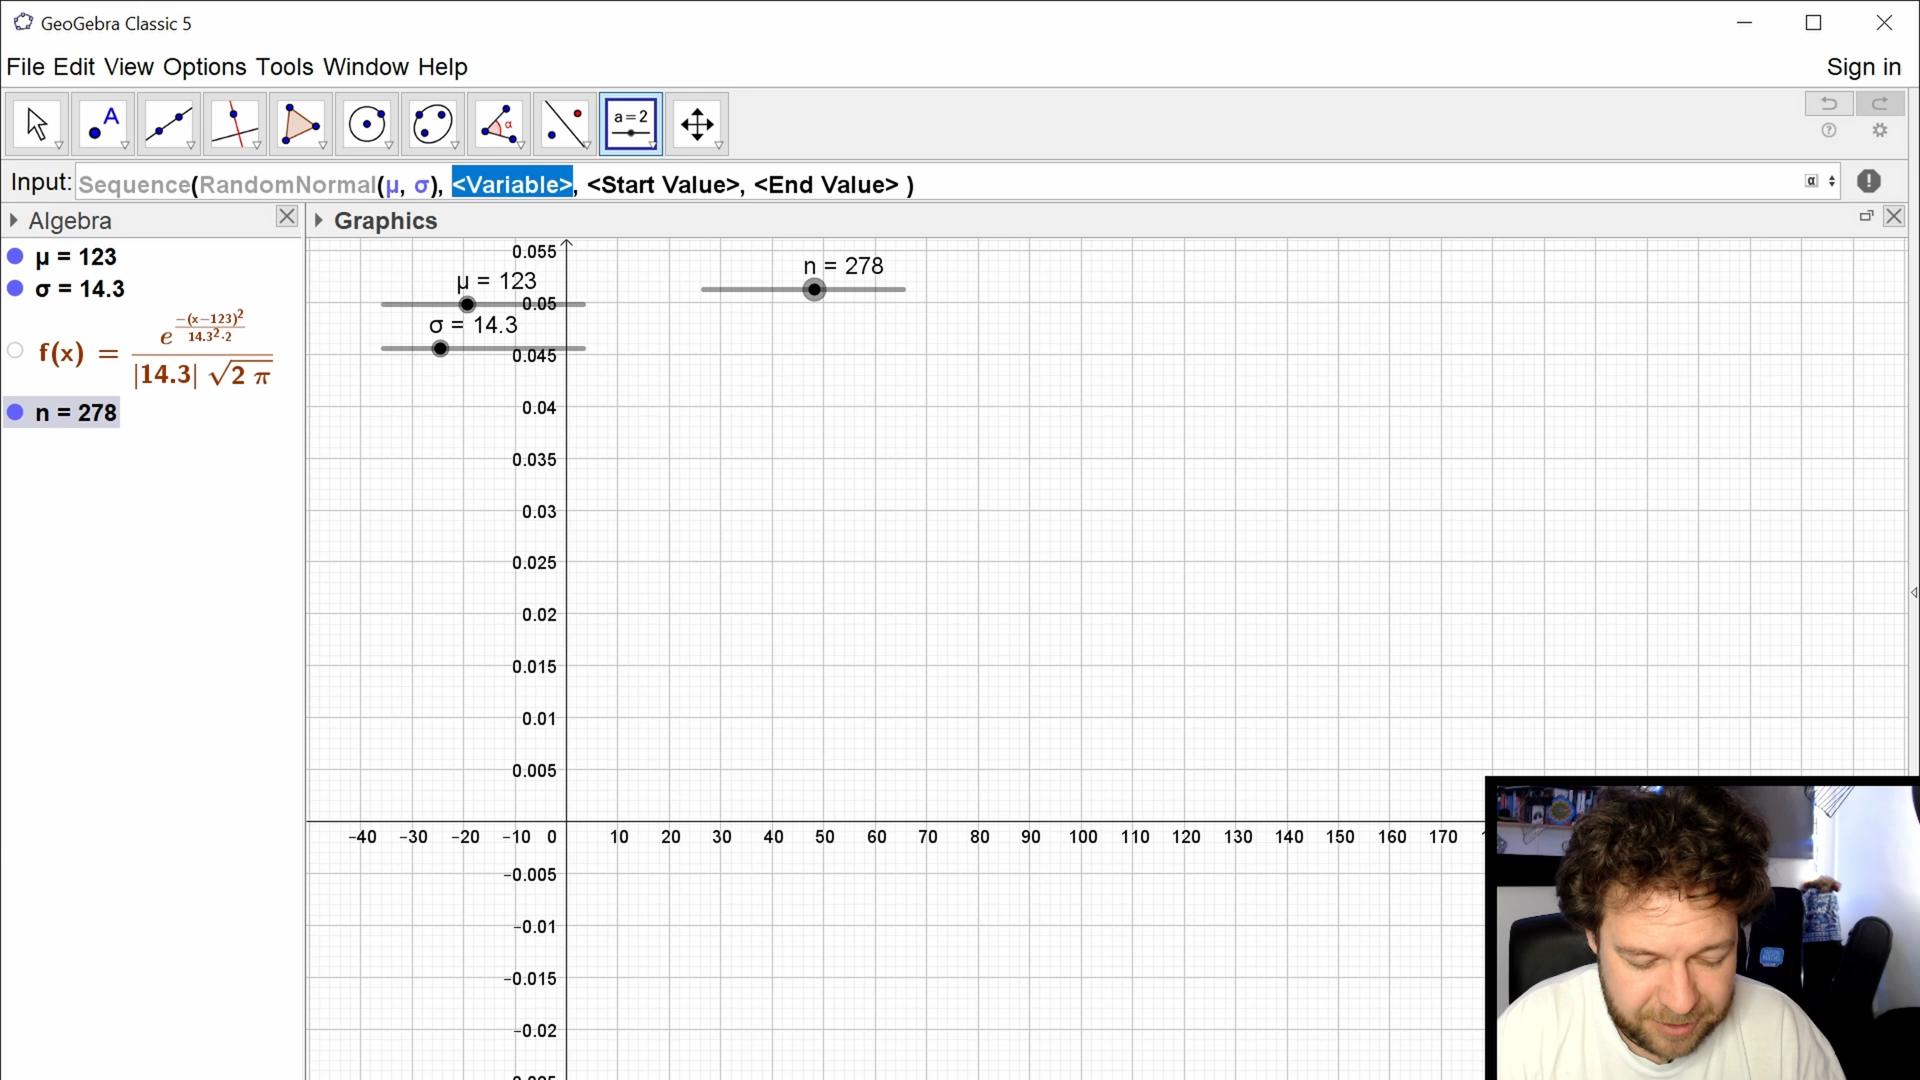 GeoGebra Classic 5
File Edit View Options Tools Window Help
Sign in
A
α
a = 2
Input: Sequence(RandomNormal(μ, σ), <Variable>, <Start Value>, <End Value> )
α
Algebra
Graphics
μ = 123
σ = 14.3
f(x) = e^(−(x−123)²/(14.3²·2)) / (|14.3| √2 π)
n = 278
μ = 123
σ = 14.3
n = 278
0.055
0.05
0.045
0.04
0.035
0.03
0.025
0.02
0.015
0.01
0.005
−40 −30 −20 −10 0 10 20 30 40 50 60 70 80 90 100 110 120 130 140 150 160 170
−0.005
−0.01
−0.015
−0.02